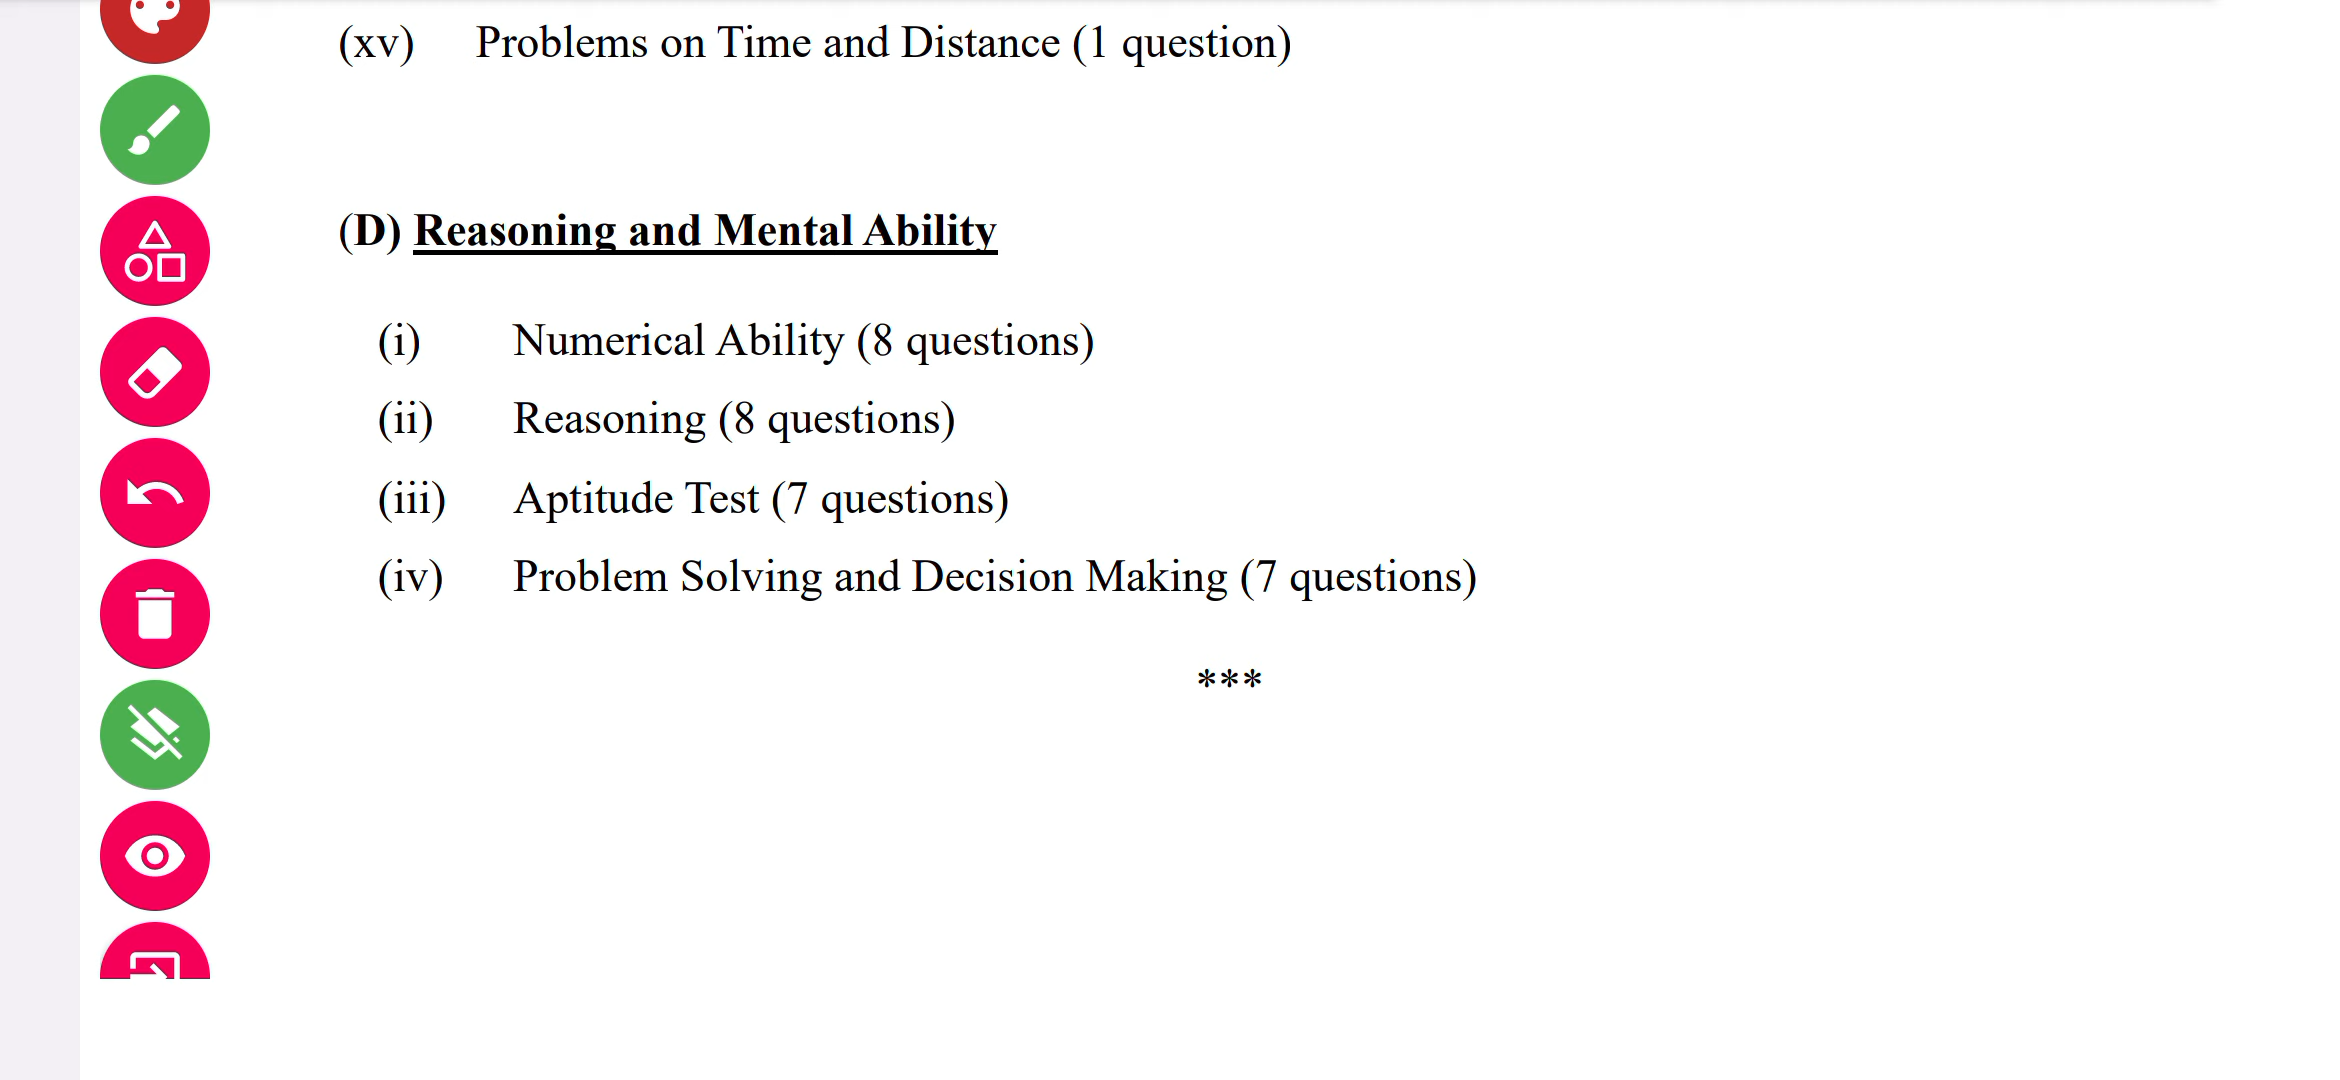 (xv) Problems on Time and Distance (1 question)
(D) Reasoning and Mental Ability
(i) Numerical Ability (8 questions)
(ii) Reasoning (8 questions)
(iii) Aptitude Test (7 questions)
(iv) Problem Solving and Decision Making (7 questions)
***